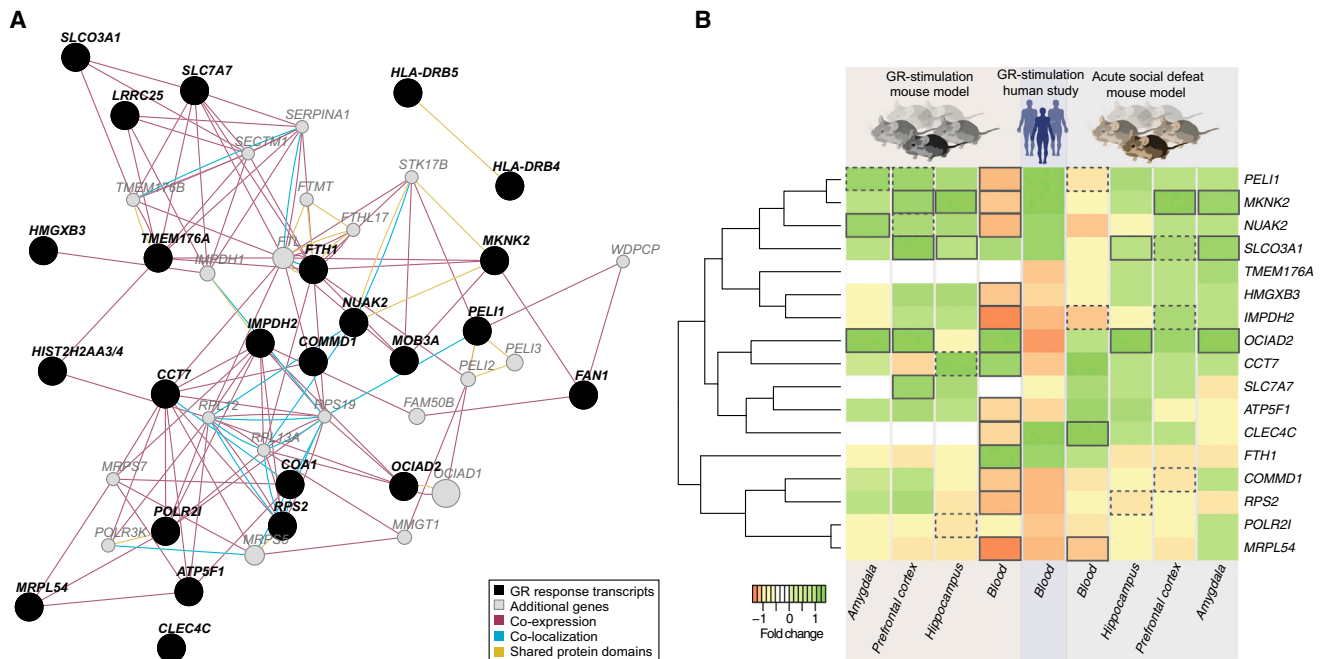 A
SLCO3A1
SLC7A7
LRRC25
HLA-DRB5
SERPINA1
SECTM1
STK17B
HLA-DRB4
TMEM176B
FTMT
FTHL17
HMGXB3
TMEM176A
FTL
FTH1
MKNK2
WDPCP
IMPDH1
NUAK2
PELI1
IMPDH2
COMMD1
MOB3A
PELI3
HIST2H2AA3/4
PELI2
CCT7
FAN1
RPL12
RPS19
FAM50B
RPL13A
MRPS7
COA1
OCIAD2
OCIAD1
POLR2I
RPS2
MMGT1
POLR3K
MRPS5
ATP5F1
MRPL54
CLEC4C
GR response transcripts
Additional genes
Co-expression
Co-localization
Shared protein domains
B
GR-stimulation
mouse model
GR-stimulation
human study
Acute social defeat
mouse model
PELI1
MKNK2
NUAK2
SLCO3A1
TMEM176A
HMGXB3
IMPDH2
OCIAD2
CCT7
SLC7A7
ATP5F1
CLEC4C
FTH1
COMMD1
RPS2
POLR2I
MRPL54
Amygdala
Prefrontal cortex
Hippocampus
Blood
Blood
Blood
Hippocampus
Prefrontal cortex
Amygdala
−1 0 1
Fold change